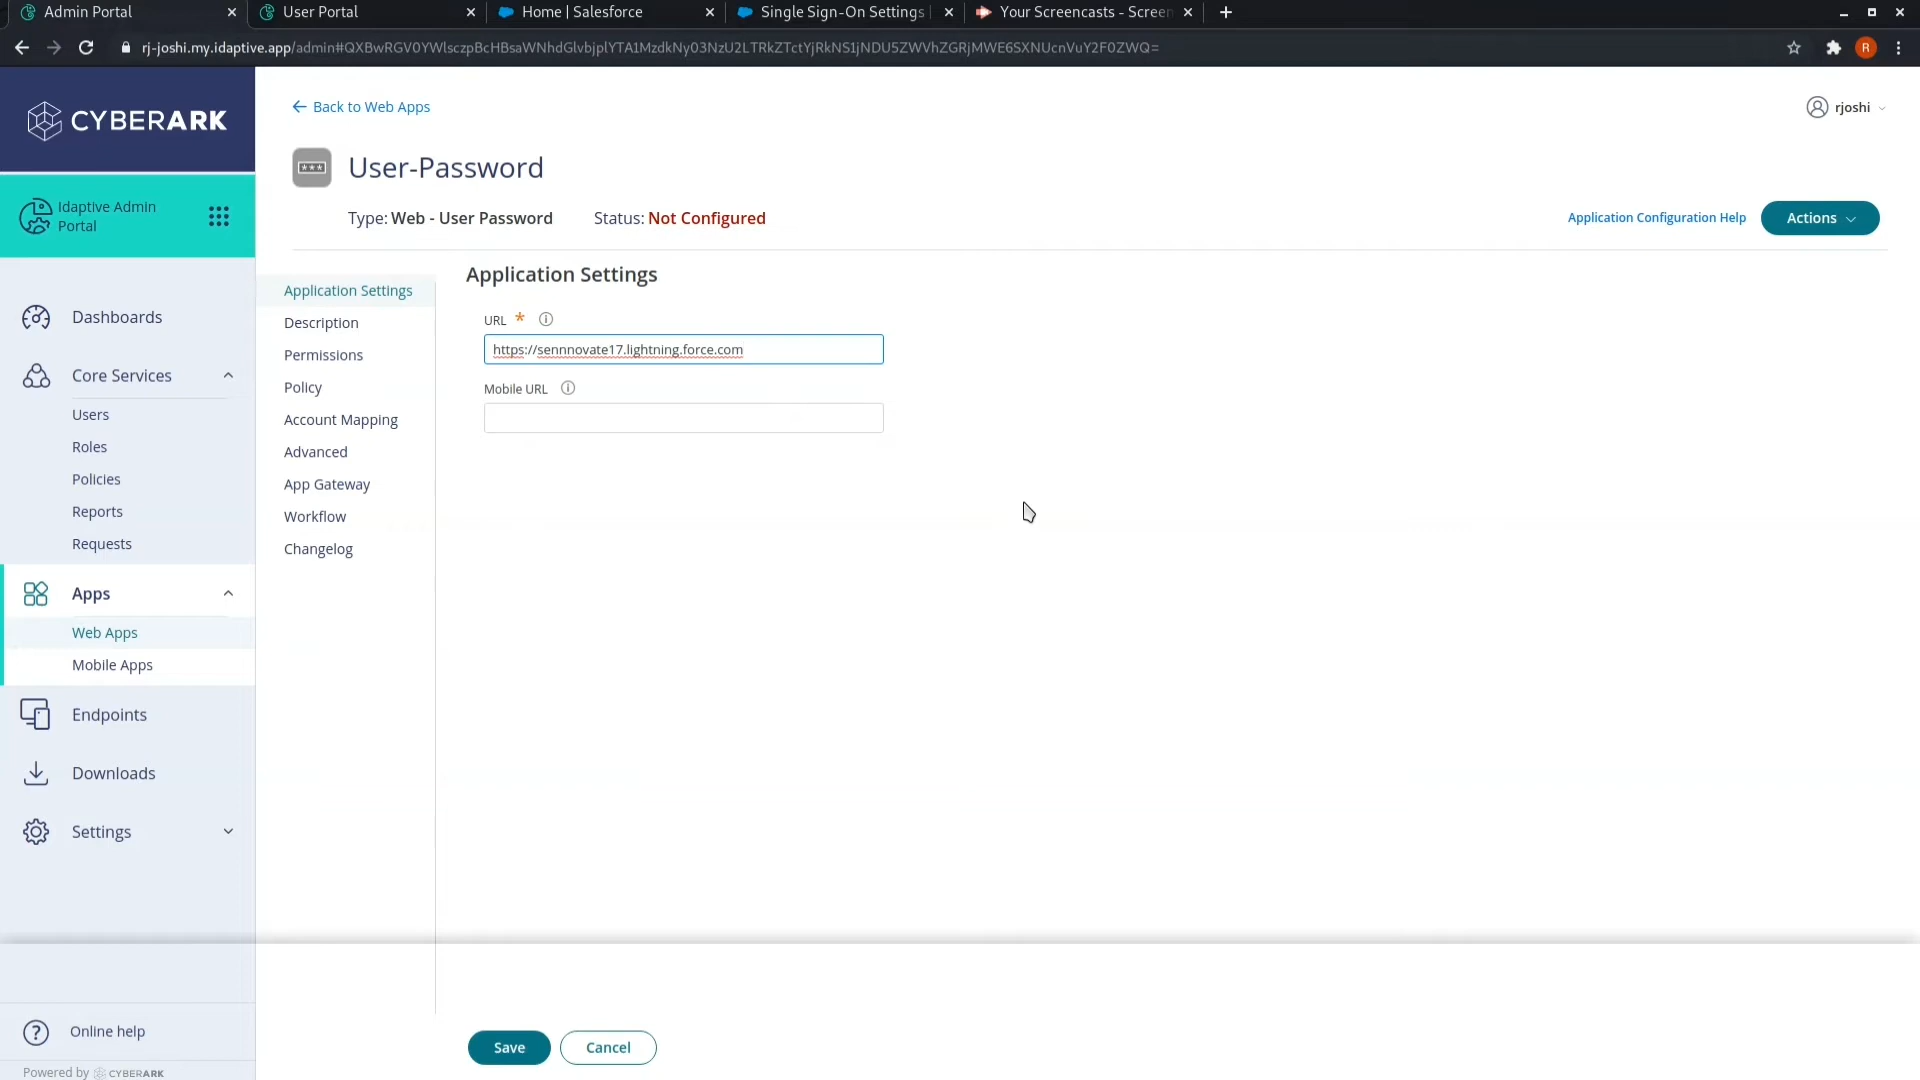 Admin Portal
User Portal
Home | Salesforce
Single Sign-On Settings |
Your Screencasts - Screen
rj-joshi.my.idaptive.app/admin#QXBwRGV0YWlsczpBcHBsaWNhdGlvbjplYTA1MzdkNy03NzU2LTRkZTctYjRkNS1jNDU5ZWVhZGRjMWE6SXNUcnVuY2F0ZWQ=
R
CYBERARK
Back to Web Apps
rjoshi
User-Password
Idaptive Admin
Portal
Type: Web - User Password
Status: Not Configured
Application Configuration Help
Actions
Dashboards
Core Services
Users
Roles
Policies
Reports
Requests
Apps
Web Apps
Mobile Apps
Endpoints
Downloads
Settings
Online help
Powered by CYBERARK
Application Settings
Description
Permissions
Policy
Account Mapping
Advanced
App Gateway
Workflow
Changelog
Application Settings
URL *
https://sennnovate17.lightning.force.com
Mobile URL
Save
Cancel